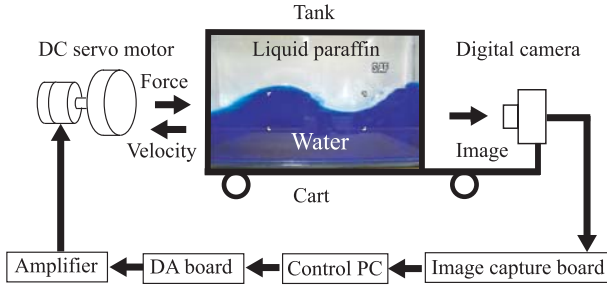 Tank
DC servo motor
Liquid paraffin
Digital camera
Force
Water
Velocity
Image
Cart
Amplifier
DA board
Control PC
Image capture board